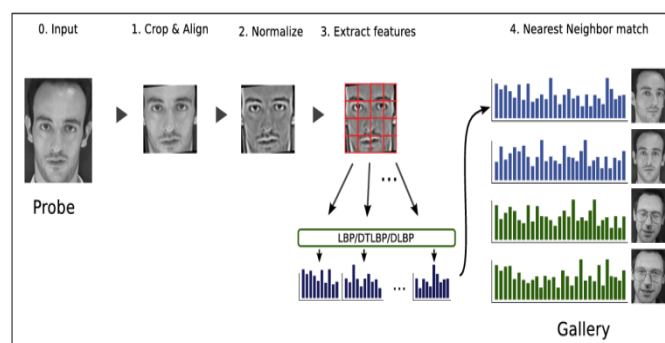 0. Input
1. Crop & Align
2. Normalize
3. Extract features
4. Nearest Neighbor match
Probe
...
LBP/DTLBP/DLBP
...
Gallery